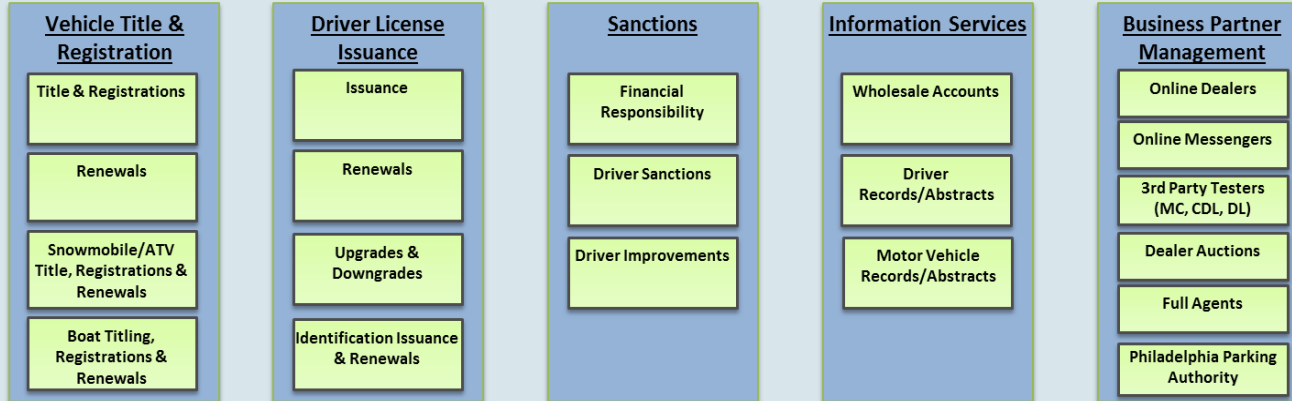 Vehicle Title &
Registration
Title & Registrations
Renewals
Snowmobile/ATV
Title, Registrations &
Renewals
Boat Titling,
Registrations &
Renewals
Driver License
Issuance
Issuance
Renewals
Upgrades &
Downgrades
Identification Issuance
& Renewals
Sanctions
Financial
Responsibility
Driver Sanctions
Driver Improvements
Information Services
Wholesale Accounts
Driver
Records/Abstracts
Motor Vehicle
Records/Abstracts
Business Partner
Management
Online Dealers
Online Messengers
3rd Party Testers
(MC, CDL, DL)
Dealer Auctions
Full Agents
Philadelphia Parking
Authority